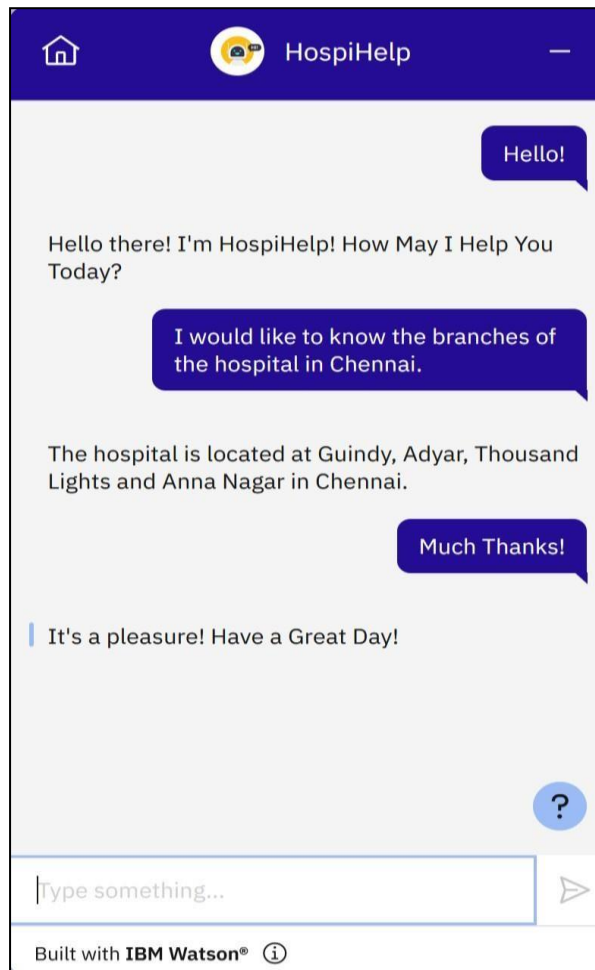 HospiHelp
Hello!
Hello there! I'm HospiHelp! How May I Help You
Today?
I would like to know the branches of
the hospital in Chennai.
The hospital is located at Guindy, Adyar, Thousand
Lights and Anna Nagar in Chennai.
Much Thanks!
It's a pleasure! Have a Great Day!
?
Type something...
Built with IBM Watson®